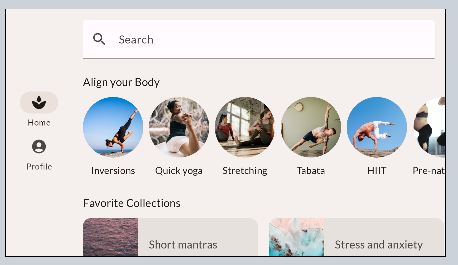 Search
Align your Body
Home
Profile
Inversions Quick yoga Stretching Tabata HIIT Pre-nat
Favorite Collections
Short mantras Stress and anxiety